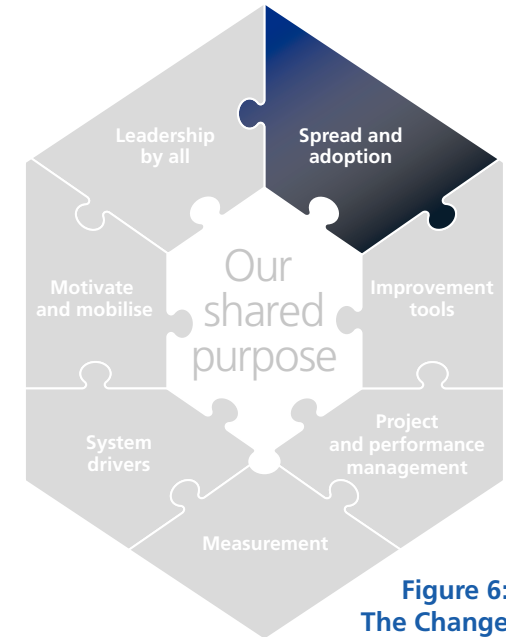 Leadership
by all
Spread and
adoption
Motivate
and mobilise
Our
shared
purpose
Improvement
tools
System
drivers
Project
and performance
management
Measurement
Figure 6:
The Change